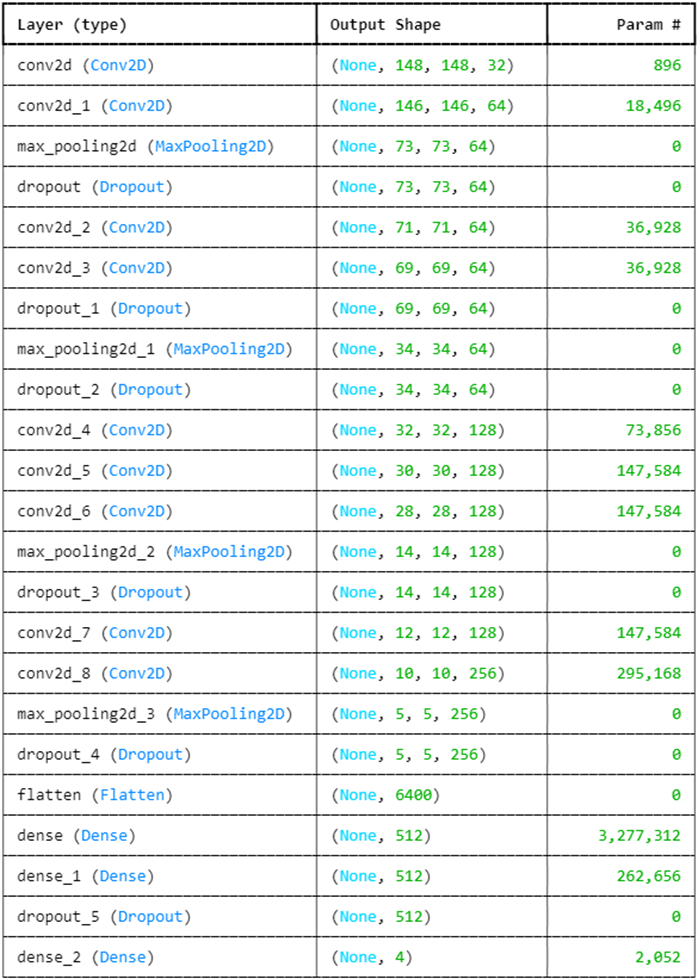 Layer (type) Output Shape Param #
conv2d (Conv2D) (None, 148, 148, 32) 896
conv2d_1 (Conv2D) (None, 146, 146, 64) 18,496
max_pooling2d (MaxPooling2D) (None, 73, 73, 64) 0
dropout (Dropout) (None, 73, 73, 64) 0
conv2d_2 (Conv2D) (None, 71, 71, 64) 36,928
conv2d_3 (Conv2D) (None, 69, 69, 64) 36,928
dropout_1 (Dropout) (None, 69, 69, 64) 0
max_pooling2d_1 (MaxPooling2D) (None, 34, 34, 64) 0
dropout_2 (Dropout) (None, 34, 34, 64) 0
conv2d_4 (Conv2D) (None, 32, 32, 128) 73,856
conv2d_5 (Conv2D) (None, 30, 30, 128) 147,584
conv2d_6 (Conv2D) (None, 28, 28, 128) 147,584
max_pooling2d_2 (MaxPooling2D) (None, 14, 14, 128) 0
dropout_3 (Dropout) (None, 14, 14, 128) 0
conv2d_7 (Conv2D) (None, 12, 12, 128) 147,584
conv2d_8 (Conv2D) (None, 10, 10, 256) 295,168
max_pooling2d_3 (MaxPooling2D) (None, 5, 5, 256) 0
dropout_4 (Dropout) (None, 5, 5, 256) 0
flatten (Flatten) (None, 6400) 0
dense (Dense) (None, 512) 3,277,312
dense_1 (Dense) (None, 512) 262,656
dropout_5 (Dropout) (None, 512) 0
dense_2 (Dense) (None, 4) 2,052